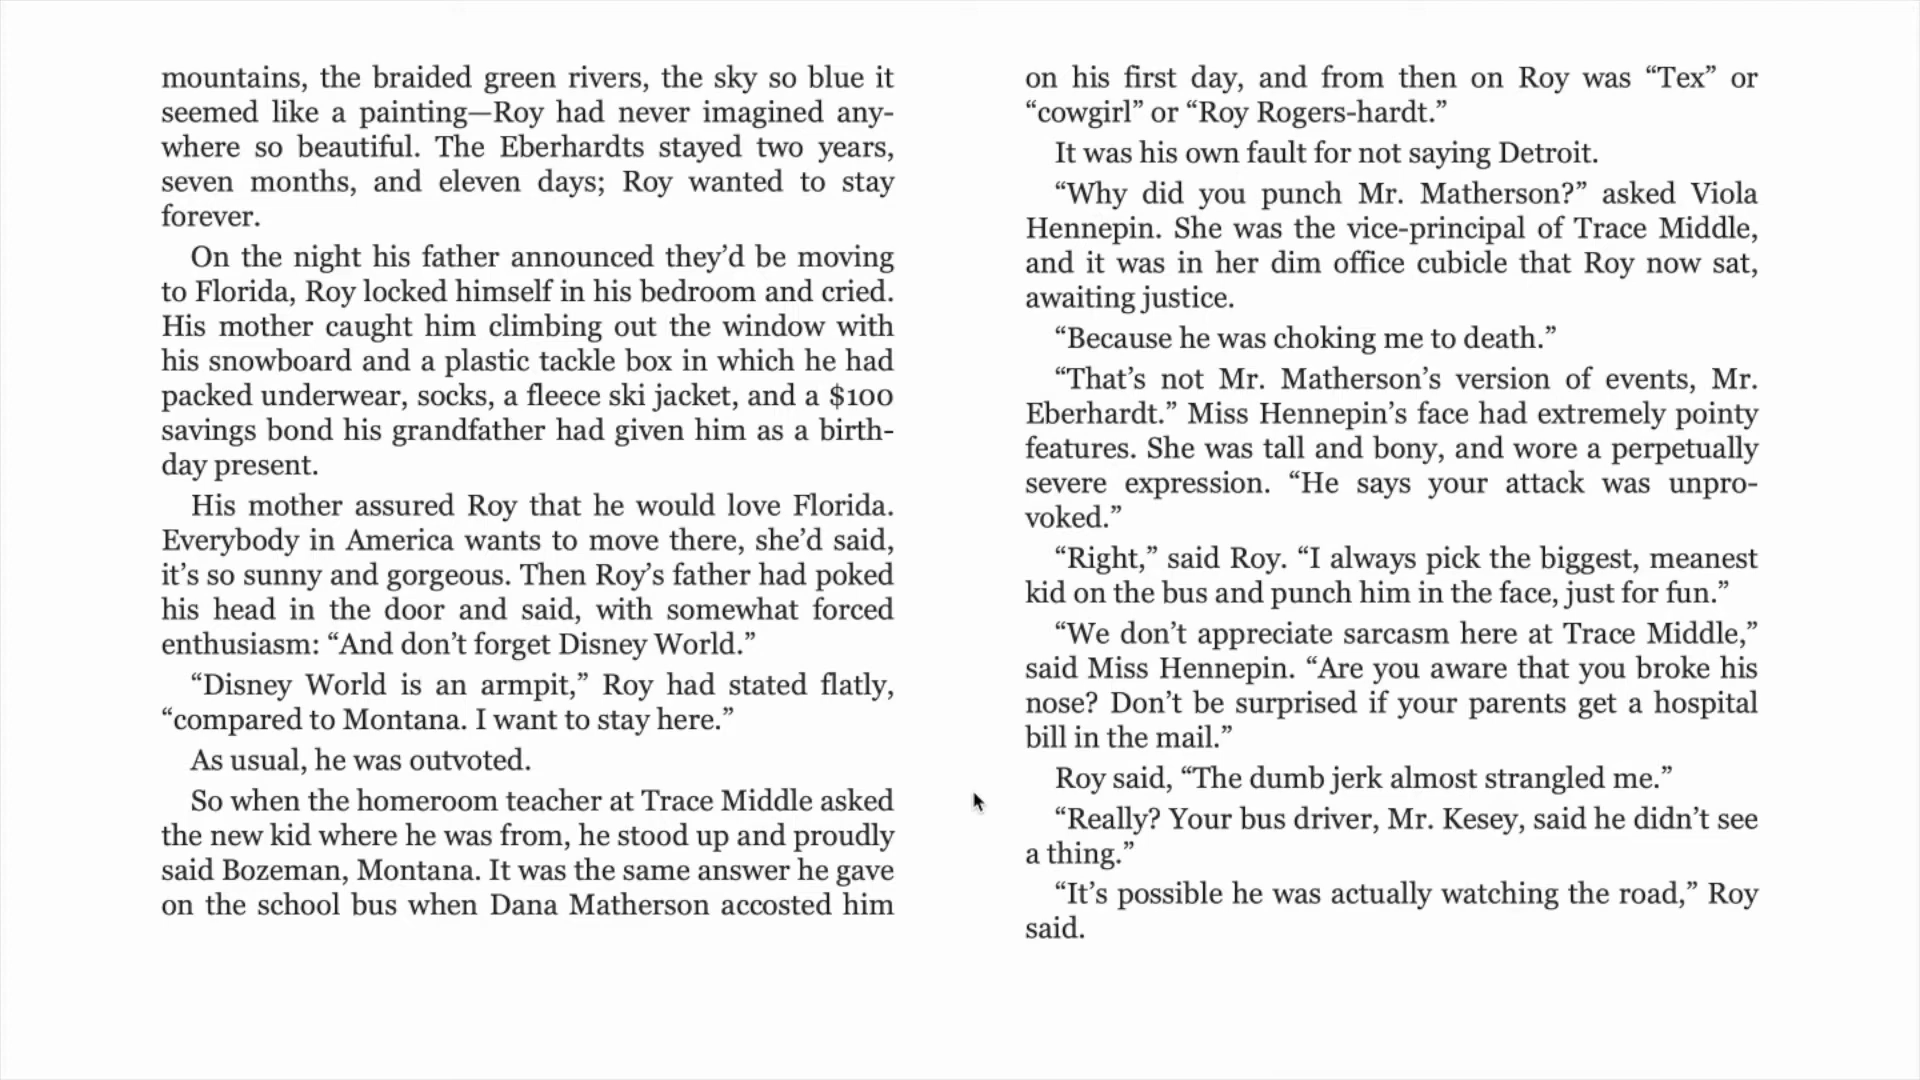 mountains, the braided green rivers, the sky so blue it
seemed like a painting—Roy had never imagined any-
where so beautiful. The Eberhardts stayed two years,
seven months, and eleven days; Roy wanted to stay
forever.
On the night his father announced they’d be moving
to Florida, Roy locked himself in his bedroom and cried.
His mother caught him climbing out the window with
his snowboard and a plastic tackle box in which he had
packed underwear, socks, a fleece ski jacket, and a $100
savings bond his grandfather had given him as a birth-
day present.
His mother assured Roy that he would love Florida.
Everybody in America wants to move there, she’d said,
it’s so sunny and gorgeous. Then Roy’s father had poked
his head in the door and said, with somewhat forced
enthusiasm: “And don’t forget Disney World.”
“Disney World is an armpit,” Roy had stated flatly,
“compared to Montana. I want to stay here.”
As usual, he was outvoted.
So when the homeroom teacher at Trace Middle asked
the new kid where he was from, he stood up and proudly
said Bozeman, Montana. It was the same answer he gave
on the school bus when Dana Matherson accosted him
on his first day, and from then on Roy was “Tex” or
“cowgirl” or “Roy Rogers-hardt.”
It was his own fault for not saying Detroit.
“Why did you punch Mr. Matherson?” asked Viola
Hennepin. She was the vice-principal of Trace Middle,
and it was in her dim office cubicle that Roy now sat,
awaiting justice.
“Because he was choking me to death.”
“That’s not Mr. Matherson’s version of events, Mr.
Eberhardt.” Miss Hennepin’s face had extremely pointy
features. She was tall and bony, and wore a perpetually
severe expression. “He says your attack was unpro-
voked.”
“Right,” said Roy. “I always pick the biggest, meanest
kid on the bus and punch him in the face, just for fun.”
“We don’t appreciate sarcasm here at Trace Middle,”
said Miss Hennepin. “Are you aware that you broke his
nose? Don’t be surprised if your parents get a hospital
bill in the mail.”
Roy said, “The dumb jerk almost strangled me.”
“Really? Your bus driver, Mr. Kesey, said he didn’t see
a thing.”
“It’s possible he was actually watching the road,” Roy
said.